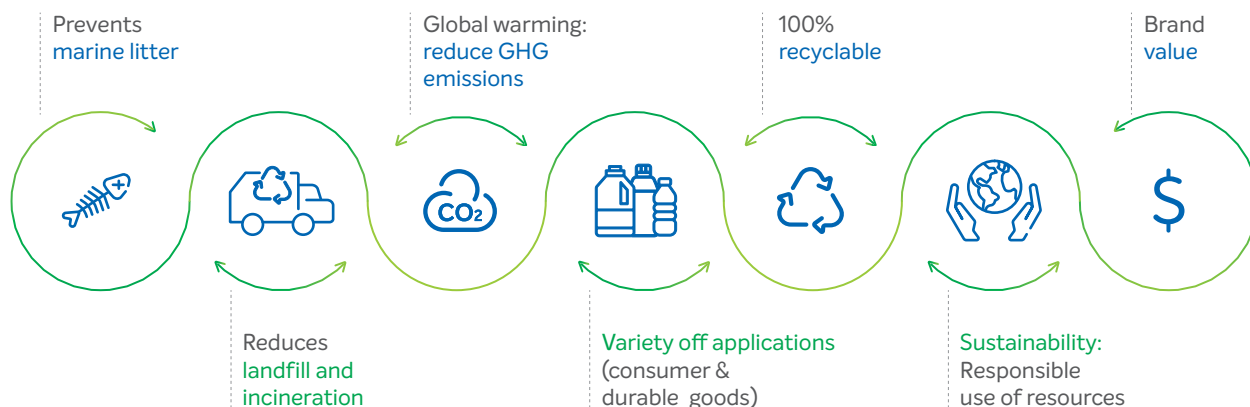 Prevents
marine litter
Global warming:
reduce GHG
emissions
100%
recyclable
Brand
value
CO₂
$
Reduces
landfill and
incineration
Variety off applications
(consumer &
durable goods)
Sustainability:
Responsible
use of resources